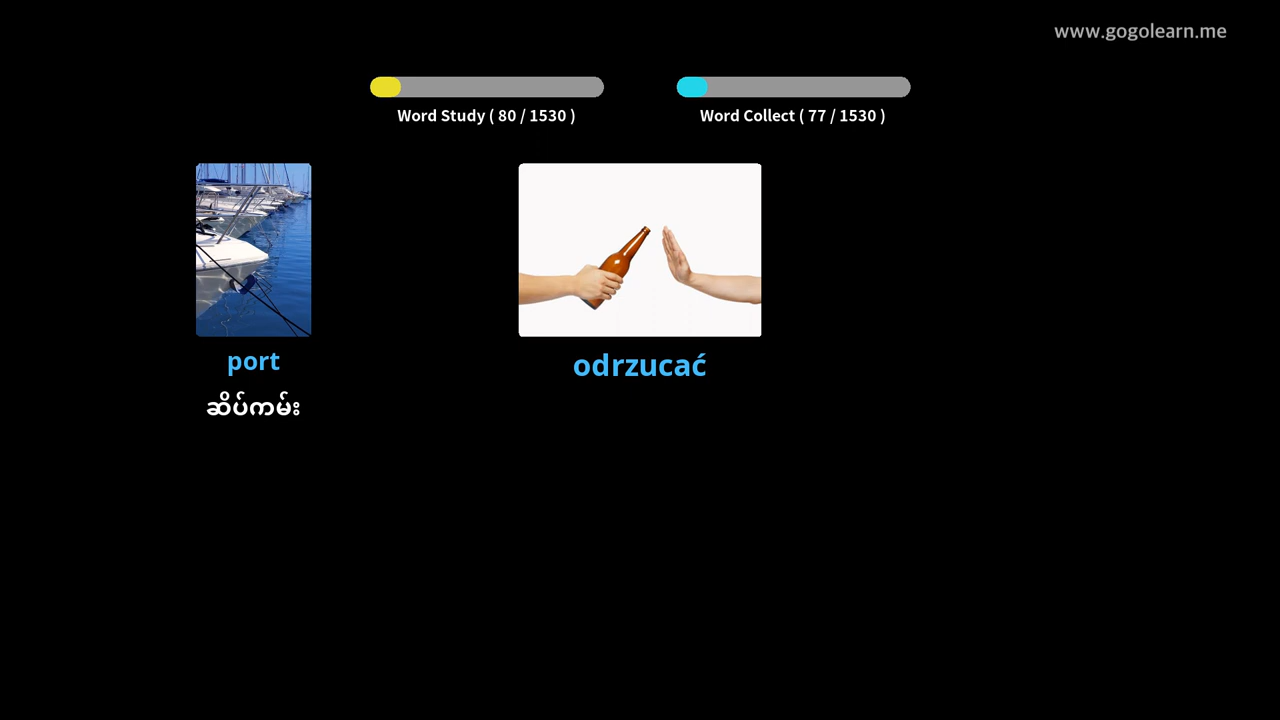 www.gogolearn.me
Word Study ( 80 / 1530 )
Word Collect ( 77 / 1530 )
port
ဆိပ်ကမ်း
odrzucać